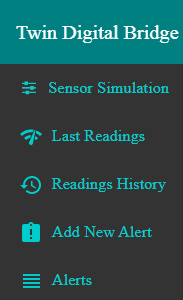 Twin Digital Bridge
Sensor Simulation
Last Readings
Readings History
Add New Alert
Alerts